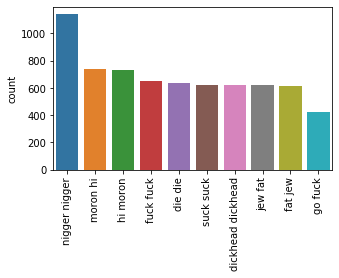 count
1000
800
600
400
200
0
nigger nigger
moron hi
hi moron
fuck fuck
die die
suck suck
dickhead dickhead
jew fat
fat jew
go fuck